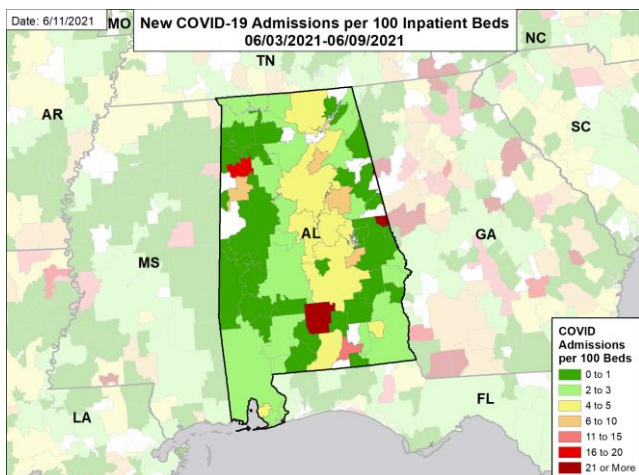 Date: 6/11/2021
New COVID-19 Admissions per 100 Inpatient Beds
06/03/2021-06/09/2021
MO
TN
NC
AR
SC
MS
AL
GA
LA
FL
COVID
Admissions
per 100 Beds
0 to 1
2 to 3
4 to 5
6 to 10
11 to 15
16 to 20
21 or More